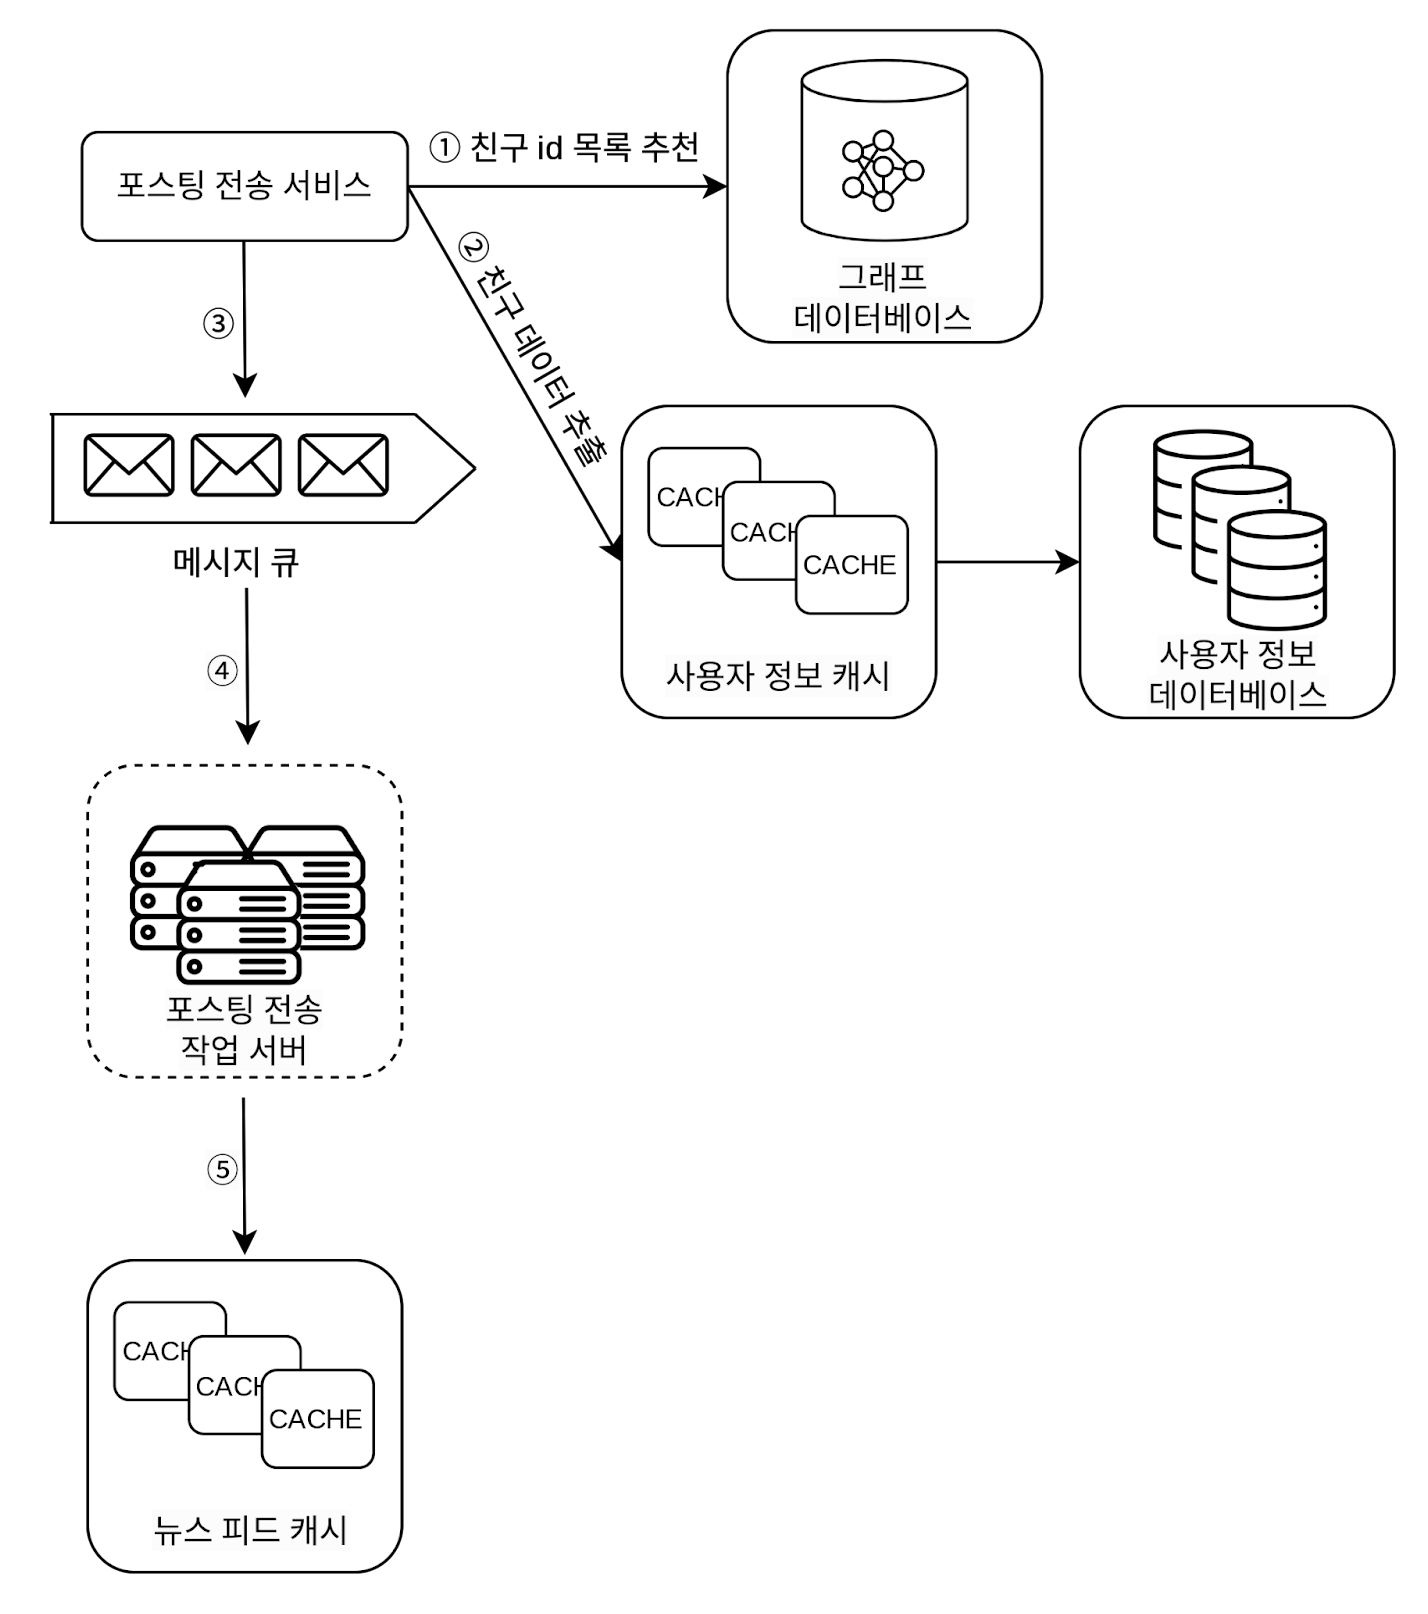 포스팅 전송 서비스
① 친구 id 목록 추천
그래프
데이터베이스
② 친구 데이터 추출
③
메시지 큐
CACH
CACH
CACHE
사용자 정보 캐시
사용자 정보
데이터베이스
④
포스팅 전송
작업 서버
⑤
CACH
CACH
CACHE
뉴스 피드 캐시